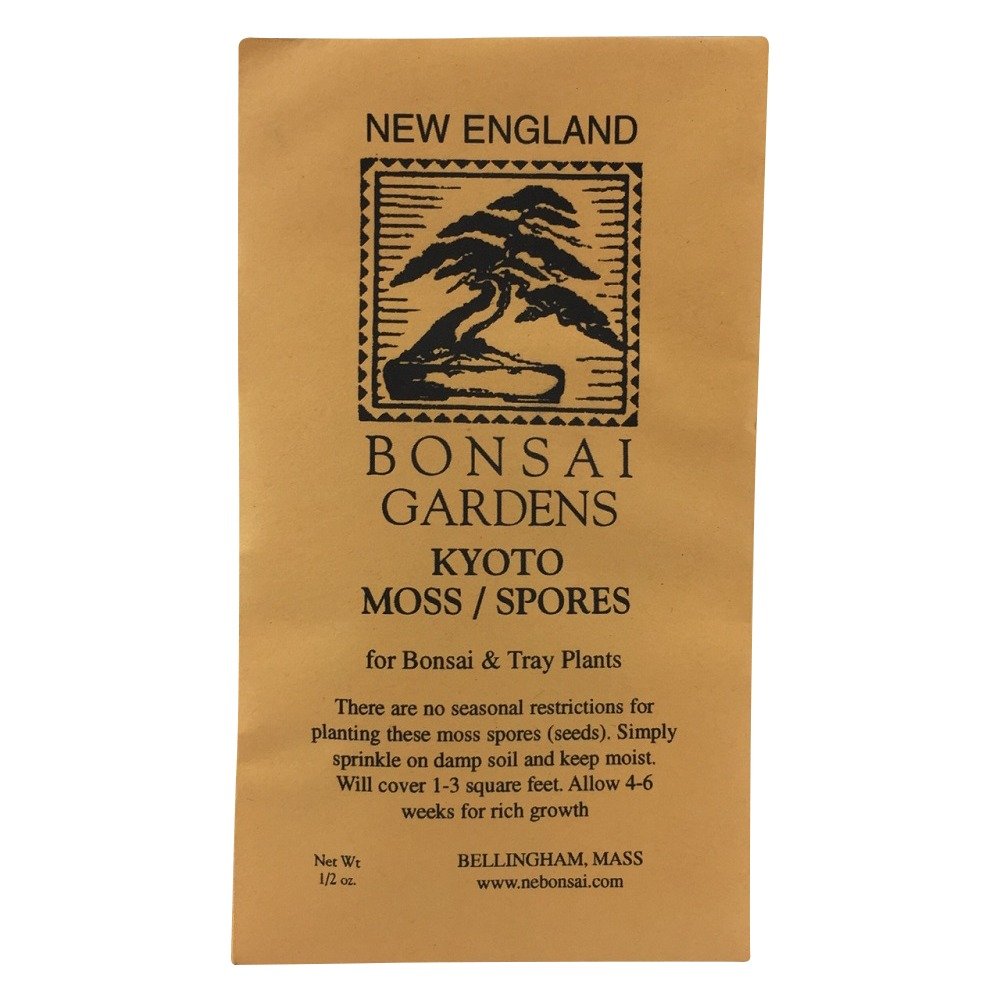 NEW ENGLAND
BONSAI
GARDENS
KYOTO
MOSS / SPORES
for Bonsai & Tray Plants
There are no seasonal restrictions for
planting these moss spores (seeds). Simply
sprinkle on damp soil and keep moist.
Will cover 1-3 square feet. Allow 4-6
weeks for rich growth
Net Wt
1/2 oz.
BELLINGHAM, MASS
www.nebonsai.com